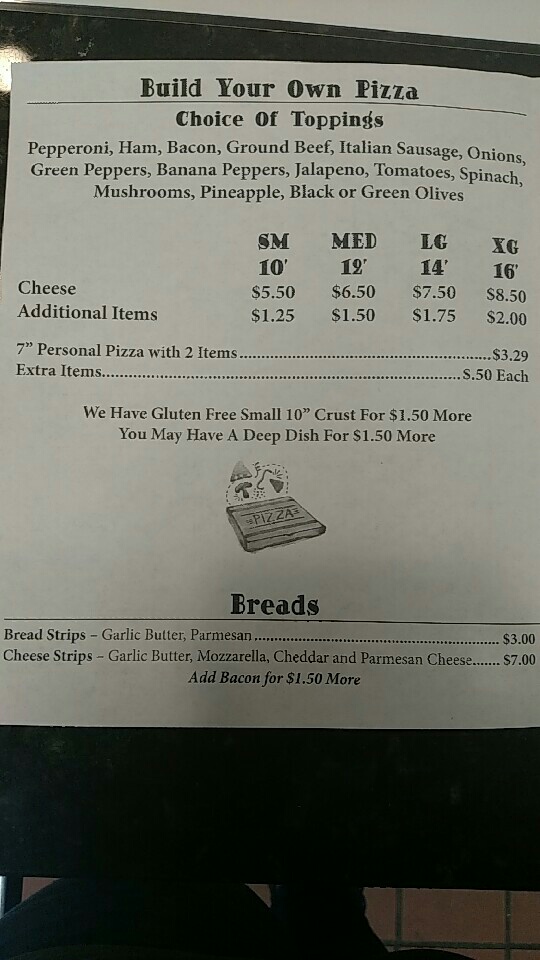 Build Your Own Pizza
Choice Of Toppings
Pepperoni, Ham, Bacon, Ground Beef, Italian Sausage, Onions,
Green Peppers, Banana Peppers, Jalapeno, Tomatoes, Spinach,
Mushrooms, Pineapple, Black or Green Olives
SM MED LG XG
10' 12' 14' 16'
Cheese $5.50 $6.50 $7.50 $8.50
Additional Items $1.25 $1.50 $1.75 $2.00
7" Personal Pizza with 2 Items..........$3.29
Extra Items..........$.50 Each
We Have Gluten Free Small 10" Crust For $1.50 More
You May Have A Deep Dish For $1.50 More
PIZZA
Breads
Bread Strips – Garlic Butter, Parmesan.......... $3.00
Cheese Strips – Garlic Butter, Mozzarella, Cheddar and Parmesan Cheese....... $7.00
Add Bacon for $1.50 More